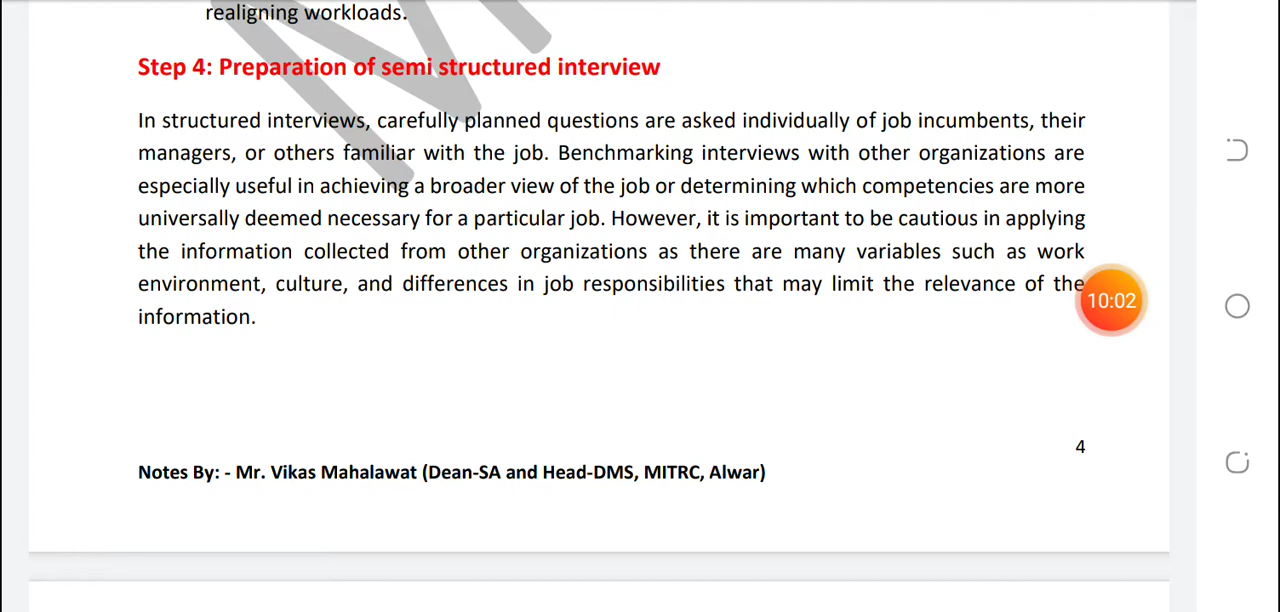 realigning workloads.
Step 4: Preparation of semi structured interview
In structured interviews, carefully planned questions are asked individually of job incumbents, their
managers, or others familiar with the job. Benchmarking interviews with other organizations are
especially useful in achieving a broader view of the job or determining which competencies are more
universally deemed necessary for a particular job. However, it is important to be cautious in applying
the information collected from other organizations as there are many variables such as work
environment, culture, and differences in job responsibilities that may limit the relevance of the
information.
10:02
4
Notes By: - Mr. Vikas Mahalawat (Dean-SA and Head-DMS, MITRC, Alwar)